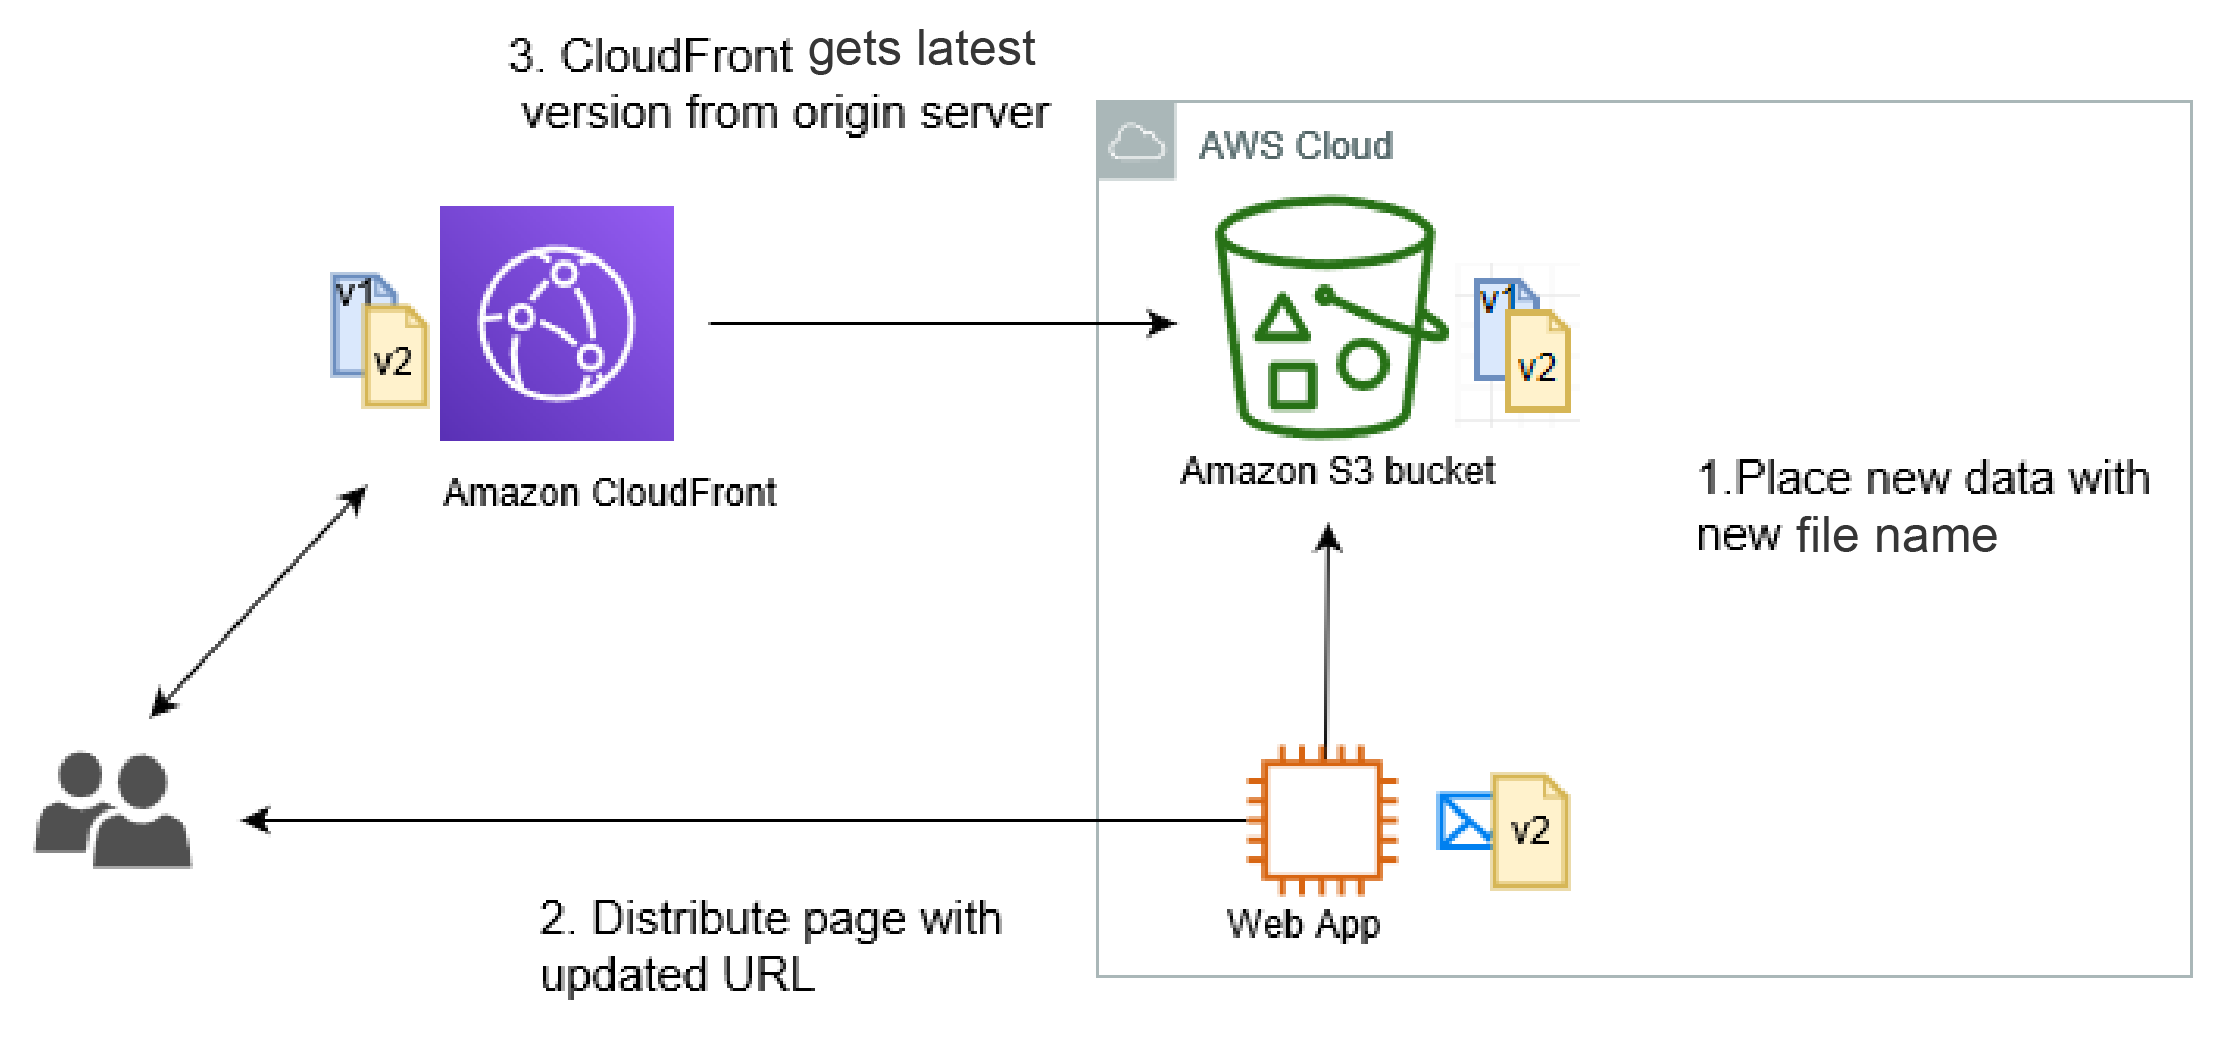 3. CloudFront gets latest
version from origin server
AWS Cloud
v1
v2
Amazon CloudFront
v1
v2
Amazon S3 bucket
1.Place new data with
new file name
v2
Web App
2. Distribute page with
updated URL